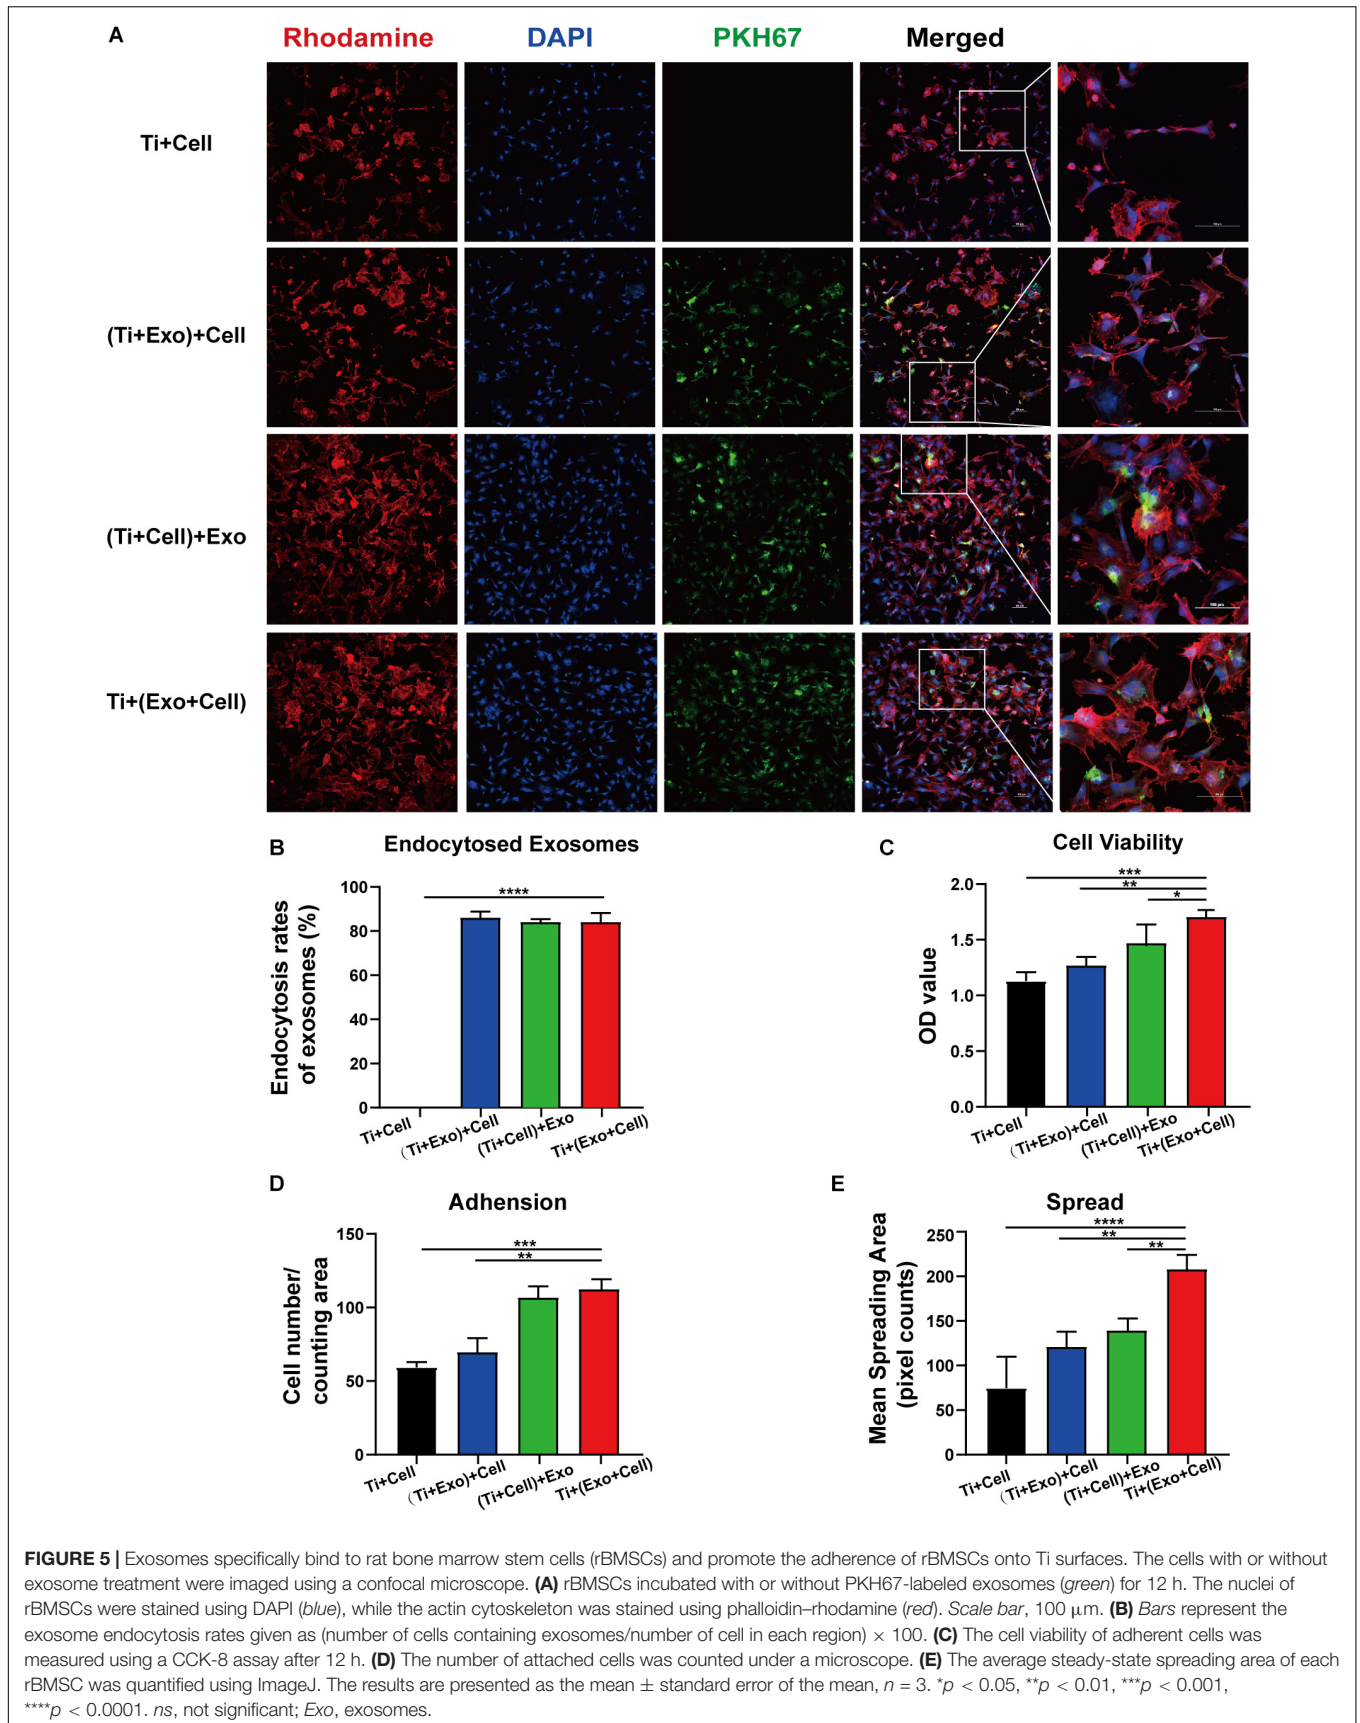 A
Rhodamine DAPI PKH67 Merged
Ti+Cell
(Ti+Exo)+Cell
(Ti+Cell)+Exo
100 μm
Ti+(Exo+Cell)
B
Endocytosed Exosomes
Endocytosis rates
of exosomes (%)
100
80
60
40
20
0
****
Ti+Cell
(Ti+Exo)+Cell
(Ti+Cell)+Exo
Ti+(Exo+Cell)
C
Cell Viability
OD value
2.0
1.5
1.0
0.5
0.0
***
**
*
Ti+Cell
(Ti+Exo)+Cell
(Ti+Cell)+Exo
Ti+(Exo+Cell)
D
Adhension
Cell number/
counting area
150
100
50
0
***
**
Ti+Cell
(Ti+Exo)+Cell
(Ti+Cell)+Exo
Ti+(Exo+Cell)
E
Spread
Mean Spreading Area
(pixel counts)
250
200
150
100
50
0
****
**
**
Ti+Cell
(Ti+Exo)+Cell
(Ti+Cell)+Exo
Ti+(Exo+Cell)
FIGURE 5 | Exosomes specifically bind to rat bone marrow stem cells (rBMSCs) and promote the adherence of rBMSCs onto Ti surfaces. The cells with or without
exosome treatment were imaged using a confocal microscope. (A) rBMSCs incubated with or without PKH67-labeled exosomes (green) for 12 h. The nuclei of
rBMSCs were stained using DAPI (blue), while the actin cytoskeleton was stained using phalloidin–rhodamine (red). Scale bar, 100 μm. (B) Bars represent the
exosome endocytosis rates given as (number of cells containing exosomes/number of cell in each region) × 100. (C) The cell viability of adherent cells was
measured using a CCK-8 assay after 12 h. (D) The number of attached cells was counted under a microscope. (E) The average steady-state spreading area of each
rBMSC was quantified using ImageJ. The results are presented as the mean ± standard error of the mean, n = 3. *p < 0.05, **p < 0.01, ***p < 0.001,
****p < 0.0001. ns, not significant; Exo, exosomes.